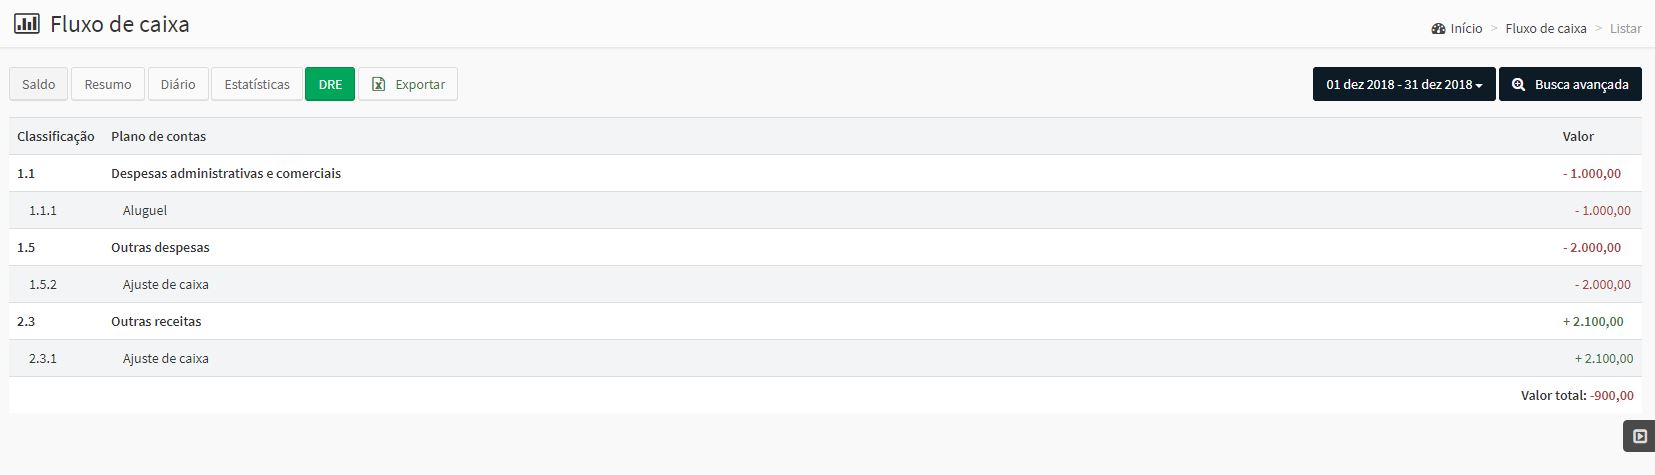 Fluxo de caixa
Início > Fluxo de caixa > Listar
Saldo Resumo Diário Estatísticas DRE Exportar 01 dez 2018 - 31 dez 2018 Busca avançada
Classificação Plano de contas Valor
1.1 Despesas administrativas e comerciais - 1.000,00
1.1.1 Aluguel - 1.000,00
1.5 Outras despesas - 2.000,00
1.5.2 Ajuste de caixa - 2.000,00
2.3 Outras receitas + 2.100,00
2.3.1 Ajuste de caixa + 2.100,00
Valor total: -900,00